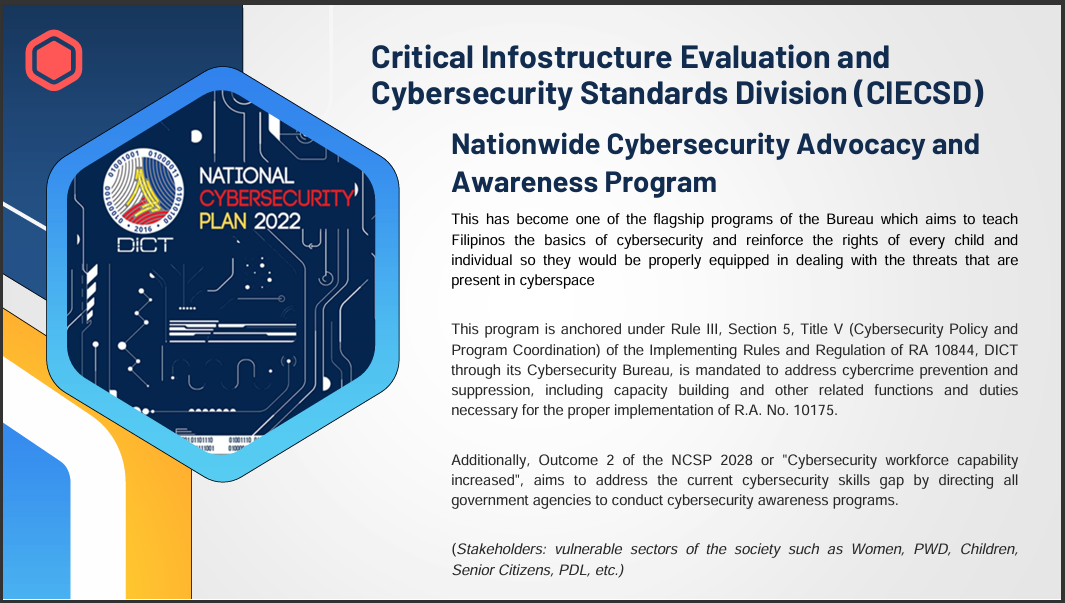 Critical Infostructure Evaluation and
Cybersecurity Standards Division (CIECSD)
Nationwide Cybersecurity Advocacy and
Awareness Program
This has become one of the flagship programs of the Bureau which aims to teach
Filipinos the basics of cybersecurity and reinforce the rights of every child and
individual so they would be properly equipped in dealing with the threats that are
present in cyberspace
This program is anchored under Rule III, Section 5, Title V (Cybersecurity Policy and
Program Coordination) of the Implementing Rules and Regulation of RA 10844, DICT
through its Cybersecurity Bureau, is mandated to address cybercrime prevention and
suppression, including capacity building and other related functions and duties
necessary for the proper implementation of R.A. No. 10175.
Additionally, Outcome 2 of the NCSP 2028 or "Cybersecurity workforce capability
increased", aims to address the current cybersecurity skills gap by directing all
government agencies to conduct cybersecurity awareness programs.
(Stakeholders: vulnerable sectors of the society such as Women, PWD, Children,
Senior Citizens, PDL, etc.)
NATIONAL
CYBERSECURITY
PLAN 2022
2016
DICT